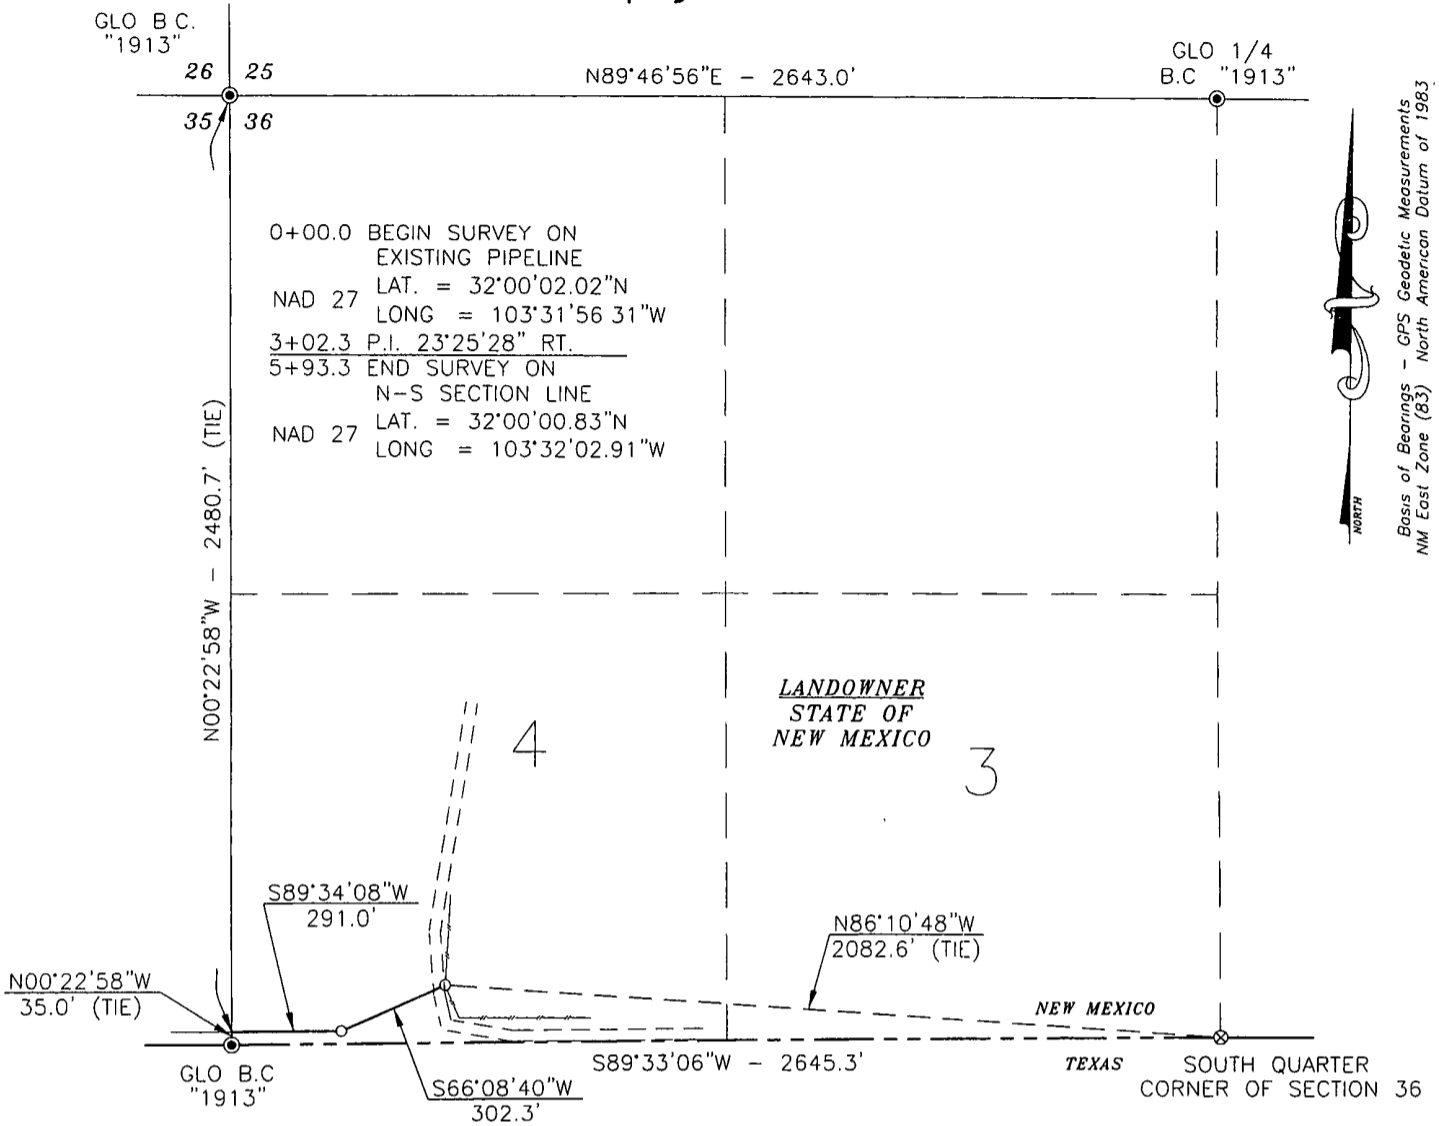 GLO B C.
"1913"
26 25
35 36
N89°46'56"E - 2643.0'
GLO 1/4
B.C "1913"
Basis of Bearings - GPS Geodetic Measurements
NM East Zone (83) North American Datum of 1983
NORTH
0+00.0 BEGIN SURVEY ON
EXISTING PIPELINE
NAD 27
LAT. = 32°00'02.02"N
LONG = 103°31'56 31"W
3+02.3 P.I. 23°25'28" RT.
5+93.3 END SURVEY ON
N-S SECTION LINE
NAD 27
LAT. = 32°00'00.83"N
LONG = 103°32'02.91"W
N00°22'58"W - 2480.7' (TIE)
LANDOWNER
STATE OF
NEW MEXICO
4
3
S89°34'08"W
291.0'
N86°10'48"W
2082.6' (TIE)
N00°22'58"W
35.0' (TIE)
NEW MEXICO
S89°33'06"W - 2645.3'
TEXAS
SOUTH QUARTER
CORNER OF SECTION 36
GLO B.C
"1913"
S66°08'40"W
302.3'